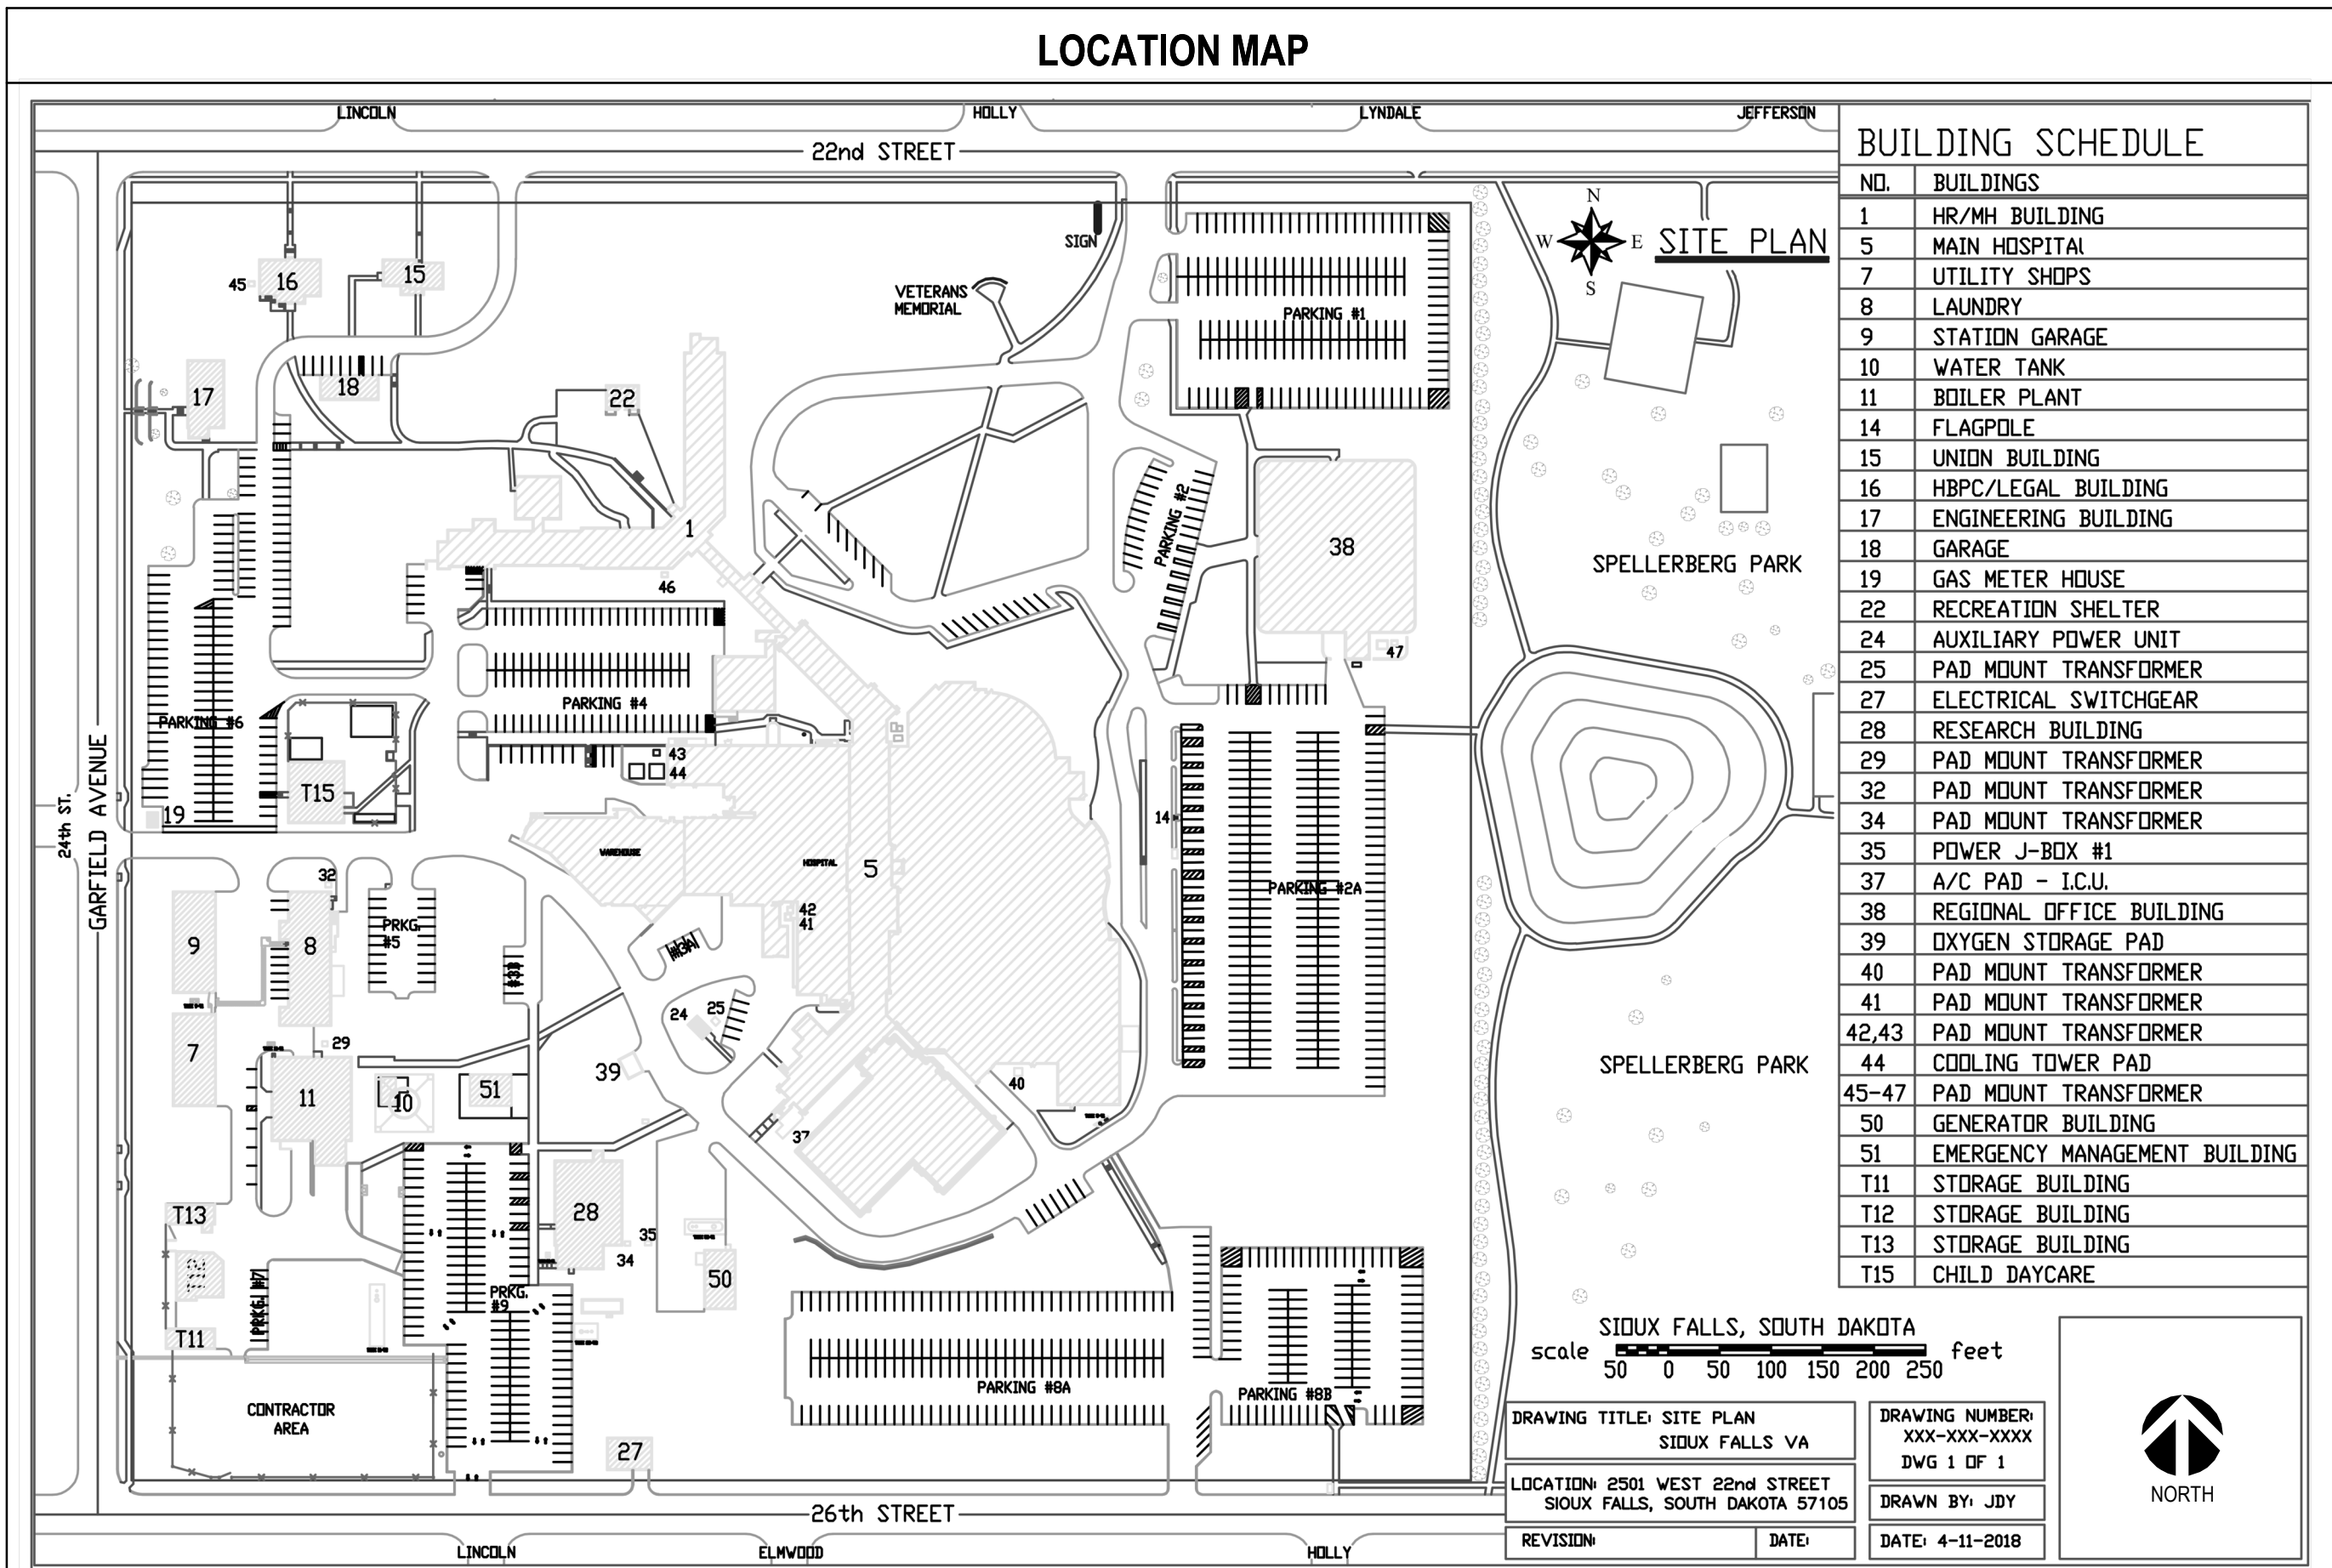 LOCATION MAP
LINCOLN
HOLLY
LYNDALE
JEFFERSON
22nd STREET
BUILDING SCHEDULE
NO. BUILDINGS
1 HR/MH BUILDING
5 MAIN HOSPITAL
7 UTILITY SHOPS
8 LAUNDRY
9 STATION GARAGE
10 WATER TANK
11 BOILER PLANT
14 FLAGPOLE
15 UNION BUILDING
16 HBPC/LEGAL BUILDING
17 ENGINEERING BUILDING
18 GARAGE
19 GAS METER HOUSE
22 RECREATION SHELTER
24 AUXILIARY POWER UNIT
25 PAD MOUNT TRANSFORMER
27 ELECTRICAL SWITCHGEAR
28 RESEARCH BUILDING
29 PAD MOUNT TRANSFORMER
32 PAD MOUNT TRANSFORMER
34 PAD MOUNT TRANSFORMER
35 POWER J-BOX #1
37 A/C PAD - I.C.U.
38 REGIONAL OFFICE BUILDING
39 OXYGEN STORAGE PAD
40 PAD MOUNT TRANSFORMER
41 PAD MOUNT TRANSFORMER
42,43 PAD MOUNT TRANSFORMER
44 COOLING TOWER PAD
45-47 PAD MOUNT TRANSFORMER
50 GENERATOR BUILDING
51 EMERGENCY MANAGEMENT BUILDING
T11 STORAGE BUILDING
T12 STORAGE BUILDING
T13 STORAGE BUILDING
T15 CHILD DAYCARE
N
W
E
S
SITE PLAN
SIGN
45
16
15
VETERANS
MEMORIAL
PARKING #1
17
18
22
1
46
PARKING #2
38
47
SPELLERBERG PARK
PARKING #4
PARKING #6
43
44
T15
19
24th ST.
GARFIELD AVENUE
WAREHOUSE
HOSPITAL
5
14
PARKING #2A
32
9
8
PRKG.
#5
42
41
#3A
#3B
24
25
7
29
39
11
10
51
40
37
SPELLERBERG PARK
T13
T12
T11
28
35
34
50
PRKG. #7
PRKG.
#9
PARKING #8A
PARKING #8B
CONTRACTOR
AREA
27
26th STREET
LINCOLN
ELMWOOD
HOLLY
SIOUX FALLS, SOUTH DAKOTA
scale
feet
50 0 50 100 150 200 250
DRAWING TITLE: SITE PLAN
SIOUX FALLS VA
LOCATION: 2501 WEST 22nd STREET
SIOUX FALLS, SOUTH DAKOTA 57105
REVISION:
DATE:
DRAWING NUMBER:
XXX-XXX-XXXX
DWG 1 OF 1
DRAWN BY: JDY
DATE: 4-11-2018
NORTH